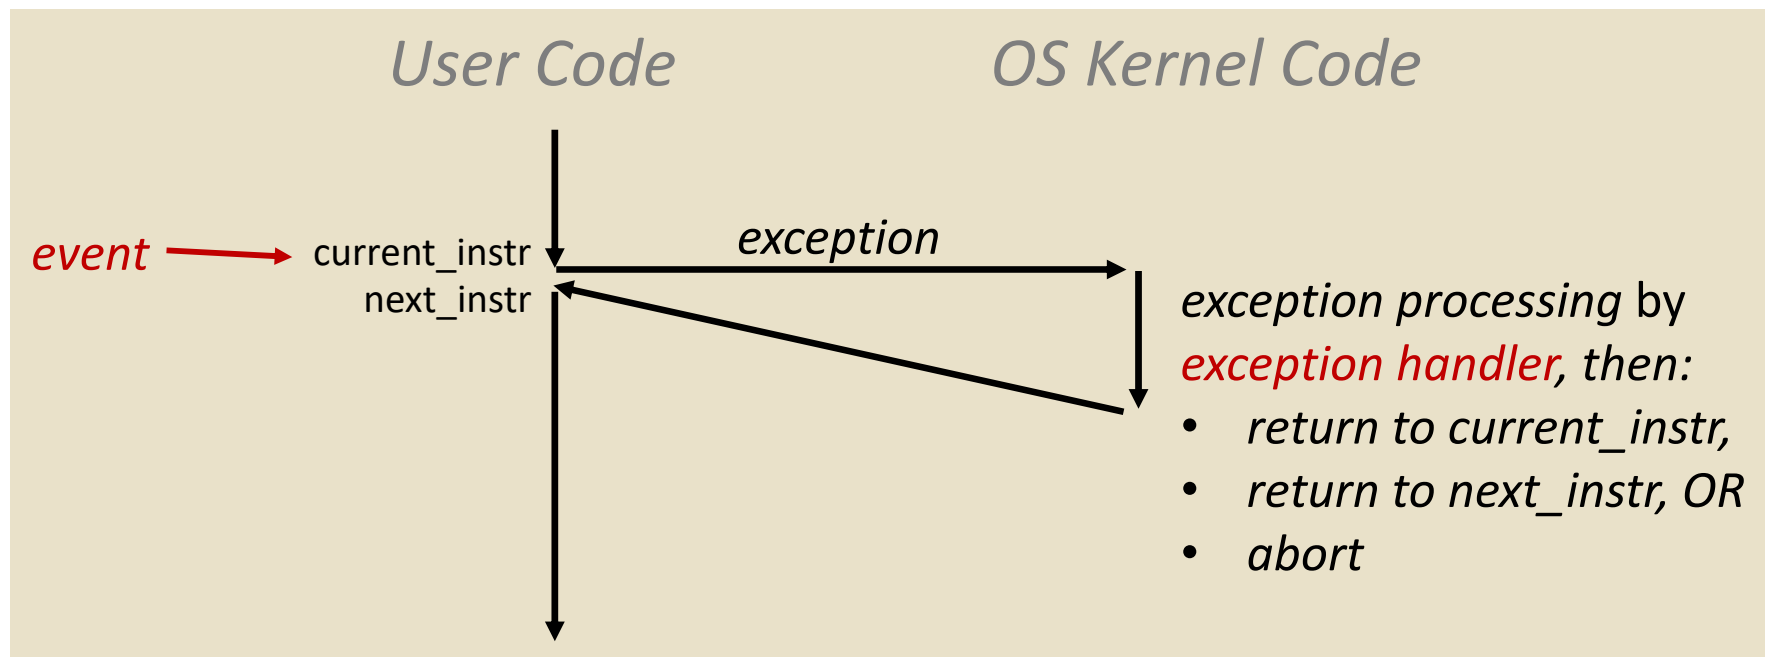 User Code
OS Kernel Code
event
current_instr
next_instr
exception
exception processing by
exception handler, then:
• return to current_instr,
• return to next_instr, OR
• abort